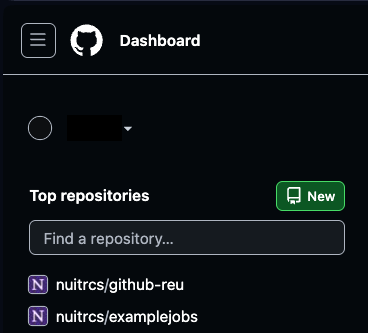 Dashboard
Top repositories
New
Find a repository...
N nuitrcs/github-reu
N nuitrcs/examplejobs